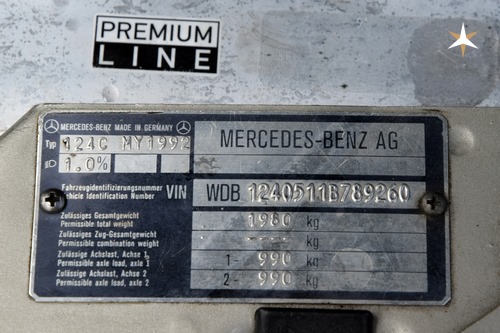 PREMIUM
LINE
MERCEDES-BENZ MADE IN GERMANY
MERCEDES-BENZ AG
Typ 124C MY1992
1.0%
Fahrzeugidentifizierungsnummer
Vehicle Identification Number
VIN
WDB 1240511B789260
Zulässiges Gesamtgewicht
Permissible total weight
1980 kg
Zulässiges Zug-Gesamtgewicht
Permissible combination weight
---- kg
Zulässige Achslast, Achse 1
Permissible axle load, axle 1
1- 990 kg
Zulässige Achslast, Achse 2
Permissible axle load, axle 2
2- 990 kg